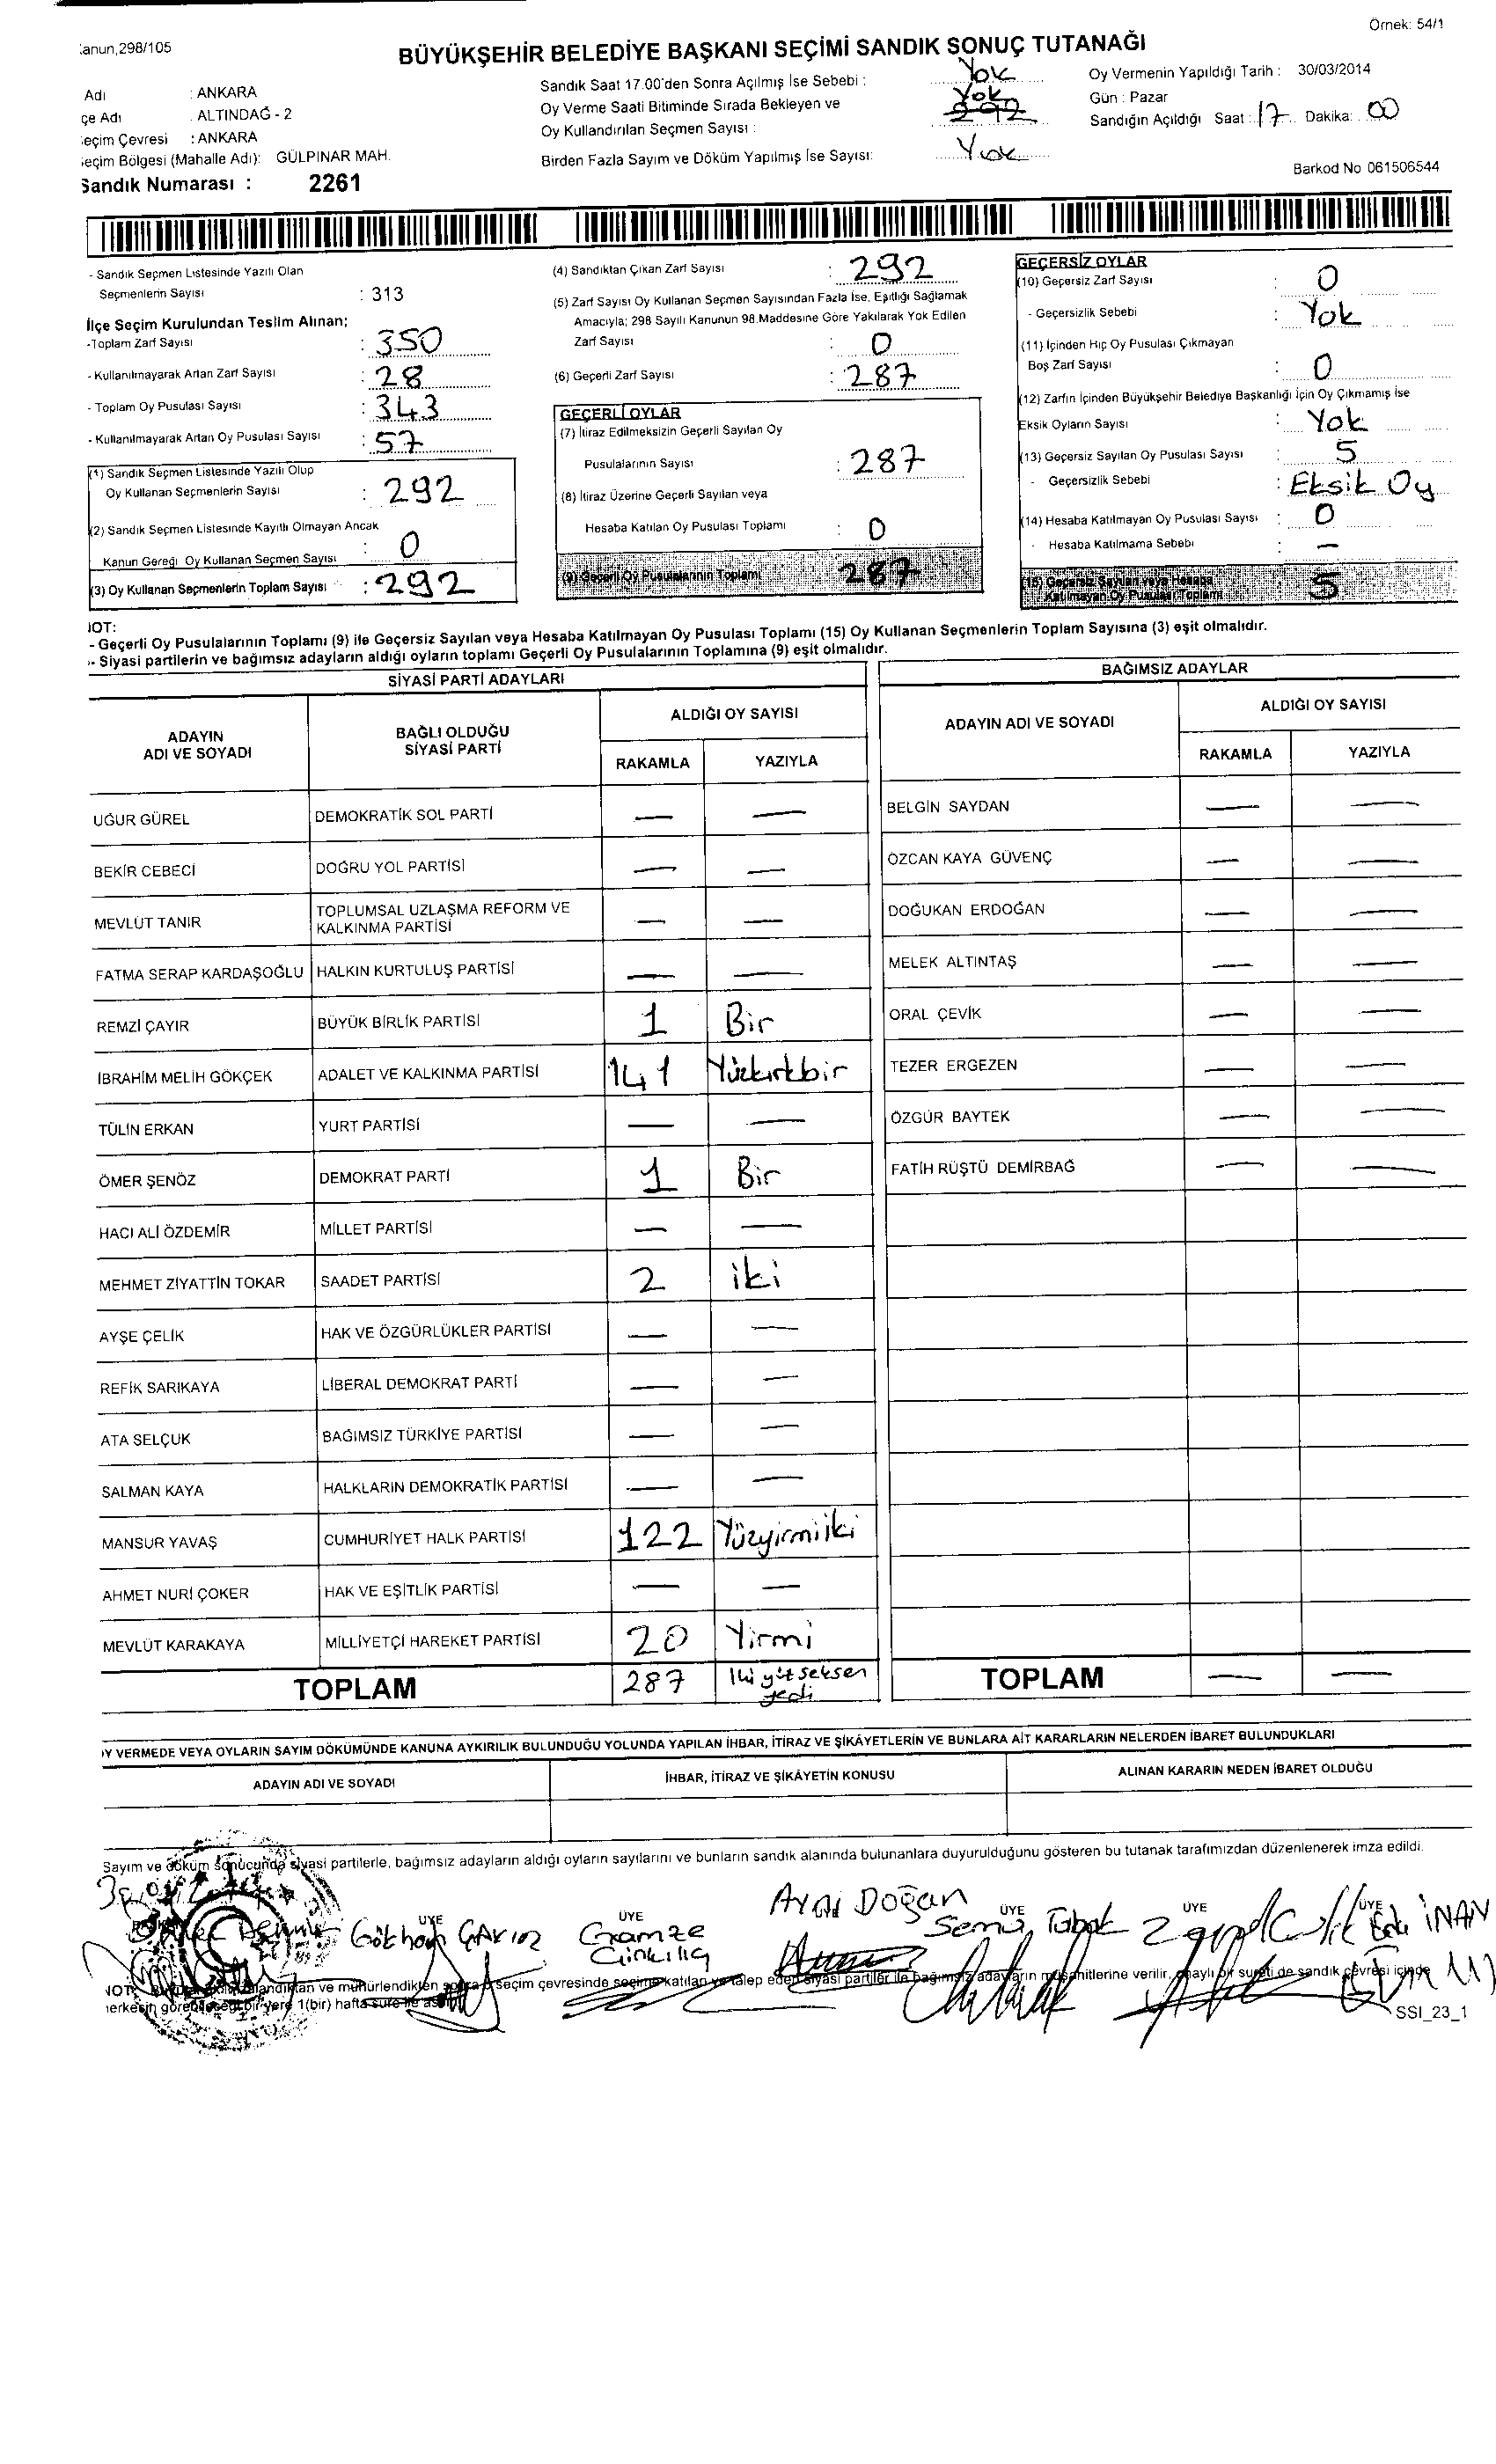 Örnek: 54/1
anun,298/105
BÜYÜKŞEHİR BELEDİYE BAŞKANI SEÇİMİ SANDIK SONUÇ TUTANAĞI
Adı : ANKARA
çe Adı ALTINDAĞ - 2
eçim Çevresi : ANKARA
eçim Bölgesi (Mahalle Adı): GÜLPINAR MAH.
Sandık Numarası : 2261
Sandık Saat 17.00'den Sonra Açılmış İse Sebebi : Yok
Oy Verme Saati Bitiminde Sırada Bekleyen ve Yok
Oy Kullandırılan Seçmen Sayısı : 292
Birden Fazla Sayım ve Döküm Yapılmış İse Sayısı: Yok
Oy Vermenin Yapıldığı Tarih : 30/03/2014
Gün : Pazar
Sandığın Açıldığı Saat : 17 Dakika: 00
Barkod No 061506544
- Sandık Seçmen Listesinde Yazılı Olan
Seçmenlerin Sayısı : 313
İlçe Seçim Kurulundan Teslim Alınan;
-Toplam Zarf Sayısı : 350
- Kullanılmayarak Artan Zarf Sayısı : 28
- Toplam Oy Pusulası Sayısı : 343
- Kullanılmayarak Artan Oy Pusulası Sayısı : 57
(1) Sandık Seçmen Listesinde Yazılı Olup
Oy Kullanan Seçmenlerin Sayısı : 292
(2) Sandık Seçmen Listesinde Kayıtlı Olmayan Ancak
Kanun Gereği Oy Kullanan Seçmen Sayısı : 0
(3) Oy Kullanan Seçmenlerin Toplam Sayısı : 292
(4) Sandıktan Çıkan Zarf Sayısı : 292
(5) Zarf Sayısı Oy Kullanan Seçmen Sayısından Fazla İse, Eşitliği Sağlamak
Amacıyla; 298 Sayılı Kanunun 98.Maddesine Göre Yakılarak Yok Edilen
Zarf Sayısı : 0
(6) Geçerli Zarf Sayısı : 287
GEÇERLİ OYLAR
(7) İtiraz Edilmeksizin Geçerli Sayılan Oy
Pusulalarının Sayısı : 287
(8) İtiraz Üzerine Geçerli Sayılan veya
Hesaba Katılan Oy Pusulası Toplamı : 0
(9) Geçerli Oy Pusulalarının Toplamı 287
GEÇERSİZ OYLAR
(10) Geçersiz Zarf Sayısı : 0
- Geçersizlik Sebebi : Yok
(11) İçinden Hiç Oy Pusulası Çıkmayan
Boş Zarf Sayısı : 0
(12) Zarfın İçinden Büyükşehir Belediye Başkanlığı İçin Oy Çıkmamış İse
Eksik Oyların Sayısı : Yok
(13) Geçersiz Sayılan Oy Pusulası Sayısı : 5
- Geçersizlik Sebebi : Eksik Oy
(14) Hesaba Katılmayan Oy Pusulası Sayısı : 0
- Hesaba Katılmama Sebebi : —
(15) Geçersiz Sayılan veya Hesaba
Katılmayan Oy Pusulası Toplamı 5
NOT:
- Geçerli Oy Pusulalarının Toplamı (9) ile Geçersiz Sayılan veya Hesaba Katılmayan Oy Pusulası Toplamı (15) Oy Kullanan Seçmenlerin Toplam Sayısına (3) eşit olmalıdır.
- Siyasi partilerin ve bağımsız adayların aldığı oyların toplamı Geçerli Oy Pusulalarının Toplamına (9) eşit olmalıdır.
SİYASİ PARTİ ADAYLARI
ADAYIN ADI VE SOYADI BAĞLI OLDUĞU SİYASİ PARTİ ALDIĞI OY SAYISI
RAKAMLA YAZIYLA
UĞUR GÜREL DEMOKRATİK SOL PARTİ — —
BEKİR CEBECİ DOĞRU YOL PARTİSİ — —
MEVLÜT TANIR TOPLUMSAL UZLAŞMA REFORM VE KALKINMA PARTİSİ — —
FATMA SERAP KARDAŞOĞLU HALKIN KURTULUŞ PARTİSİ — —
REMZİ ÇAYIR BÜYÜK BİRLİK PARTİSİ 1 Bir
İBRAHİM MELİH GÖKÇEK ADALET VE KALKINMA PARTİSİ 141 Yüzkırkbir
TÜLİN ERKAN YURT PARTİSİ — —
ÖMER ŞENÖZ DEMOKRAT PARTİ 1 Bir
HACI ALİ ÖZDEMİR MİLLET PARTİSİ — —
MEHMET ZİYATTİN TOKAR SAADET PARTİSİ 2 iki
AYŞE ÇELİK HAK VE ÖZGÜRLÜKLER PARTİSİ — —
REFİK SARIKAYA LİBERAL DEMOKRAT PARTİ — —
ATA SELÇUK BAĞIMSIZ TÜRKİYE PARTİSİ — —
SALMAN KAYA HALKLARIN DEMOKRATİK PARTİSİ — —
MANSUR YAVAŞ CUMHURİYET HALK PARTİSİ 122 Yüzyirmiiki
AHMET NURİ ÇOKER HAK VE EŞİTLİK PARTİSİ — —
MEVLÜT KARAKAYA MİLLİYETÇİ HAREKET PARTİSİ 20 Yirmi
TOPLAM 287 İkiyüzseksen yedi
BAĞIMSIZ ADAYLAR
ADAYIN ADI VE SOYADI ALDIĞI OY SAYISI
RAKAMLA YAZIYLA
BELGİN SAYDAN — —
ÖZCAN KAYA GÜVENÇ — —
DOĞUKAN ERDOĞAN — —
MELEK ALTINTAŞ — —
ORAL ÇEVİK — —
TEZER ERGEZEN — —
ÖZGÜR BAYTEK — —
FATİH RÜŞTÜ DEMİRBAĞ — —
TOPLAM — —
Y VERMEDE VEYA OYLARIN SAYIM DÖKÜMÜNDE KANUNA AYKIRILIK BULUNDUĞU YOLUNDA YAPILAN İHBAR, İTİRAZ VE ŞİKÂYETLERİN VE BUNLARA AİT KARARLARIN NELERDEN İBARET BULUNDUKLARI
ADAYIN ADI VE SOYADI İHBAR, İTİRAZ VE ŞİKÂYETİN KONUSU ALINAN KARARIN NEDEN İBARET OLDUĞU
Sayım ve döküm sonucunda siyasi partilerle, bağımsız adayların aldığı oyların sayılarını ve bunların sandık alanında bulunanlara duyurulduğunu gösteren bu tutanak tarafımızdan düzenlenerek imza edildi.
ÜYE ÜYE ÜYE ÜYE ÜYE
Gökhan Gamze Doğan Semiş İNAN
ve mühürlendikten sonra seçim çevresinde seçime katılan ve talep eden siyasi partiler ile bağımsız adayların müşahitlerine verilir, onaylı bir sureti de sandık çevresi içinde
herkesin görebileceği bir yere 1(bir) hafta süre ile asılır.
SSI_23_1